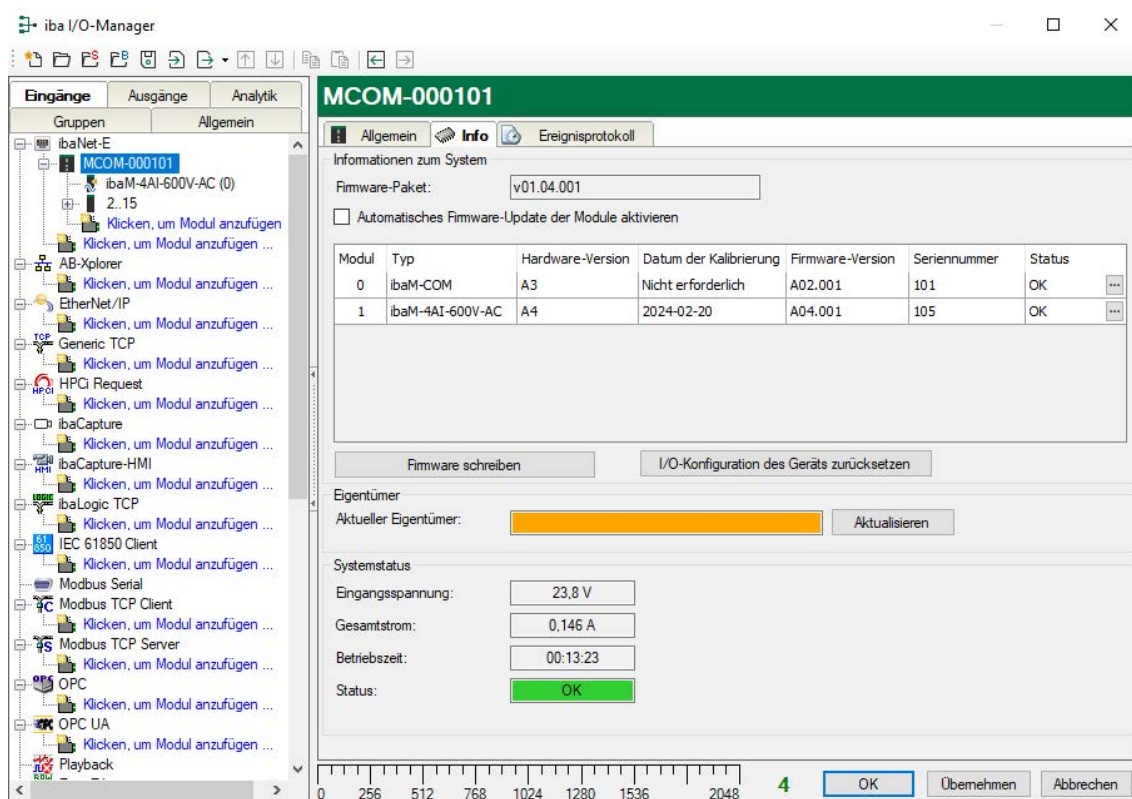 iba I/O-Manager
Eingänge Ausgänge Analytik
Gruppen Allgemein
ibaNet-E
MCOM-000101
ibaM-4AI-600V-AC (0)
2..15
Klicken, um Modul anzufügen
Klicken, um Modul anzufügen ...
AB-Xplorer
Klicken, um Modul anzufügen ...
EtherNet/IP
Klicken, um Modul anzufügen ...
TCP
Generic TCP
Klicken, um Modul anzufügen ...
HPCi
HPCi Request
Klicken, um Modul anzufügen ...
ibaCapture
Klicken, um Modul anzufügen ...
HMI
ibaCapture-HMI
Klicken, um Modul anzufügen ...
LOGIC
ibaLogic TCP
Klicken, um Modul anzufügen ...
61
850
IEC 61850 Client
Klicken, um Modul anzufügen ...
Modbus Serial
Modbus TCP Client
Klicken, um Modul anzufügen ...
Modbus TCP Server
Klicken, um Modul anzufügen ...
OPC
Klicken, um Modul anzufügen ...
OPC UA
Klicken, um Modul anzufügen ...
Playback
MCOM-000101
Allgemein Info Ereignisprotokoll
Informationen zum System
Firmware-Paket: v01.04.001
Automatisches Firmware-Update der Module aktivieren
Modul Typ Hardware-Version Datum der Kalibrierung Firmware-Version Seriennummer Status
0 ibaM-COM A3 Nicht erforderlich A02.001 101 OK ...
1 ibaM-4AI-600V-AC A4 2024-02-20 A04.001 105 OK ...
Firmware schreiben I/O-Konfiguration des Geräts zurücksetzen
Eigentümer
Aktueller Eigentümer: Aktualisieren
Systemstatus
Eingangsspannung: 23,8 V
Gesamtstrom: 0,146 A
Betriebszeit: 00:13:23
Status: OK
0 256 512 768 1024 1280 1536 2048
4 OK Übernehmen Abbrechen